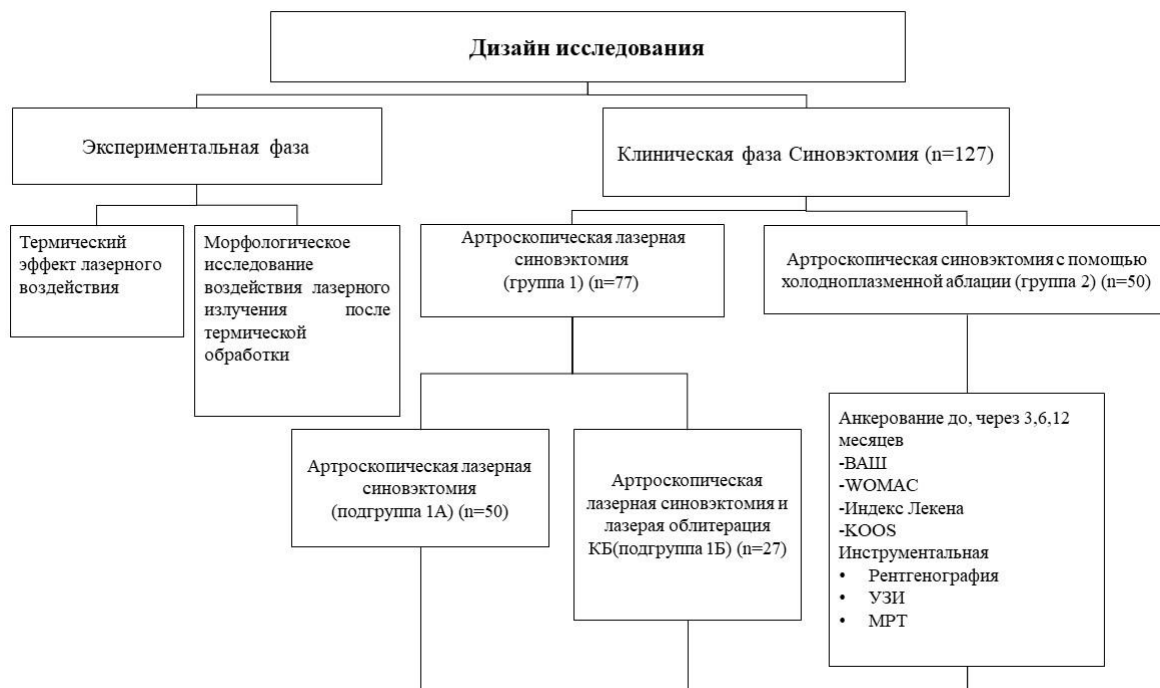 Дизайн исследования
Экспериментальная фаза
Клиническая фаза Синовэктомия (n=127)
Термический
эффект лазерного
воздействия
Морфологическое
исследование
воздействия лазерного
излучения после
термической
обработки
Артроскопическая лазерная
синовэктомия
(группа 1) (n=77)
Артроскопическая синовэктомия с помощью
холодноплазменной аблации (группа 2) (n=50)
Артроскопическая лазерная
синовэктомия
(подгруппа 1А) (n=50)
Артроскопическая
лазерная синовэктомия и
лазерая облитерация
КБ(подгруппа 1Б) (n=27)
Анкерование до, через 3,6,12
месяцев
-ВАШ
-WOMAC
-Индекс Лекена
-KOOS
Инструментальная
• Рентгенография
• УЗИ
• МРТ